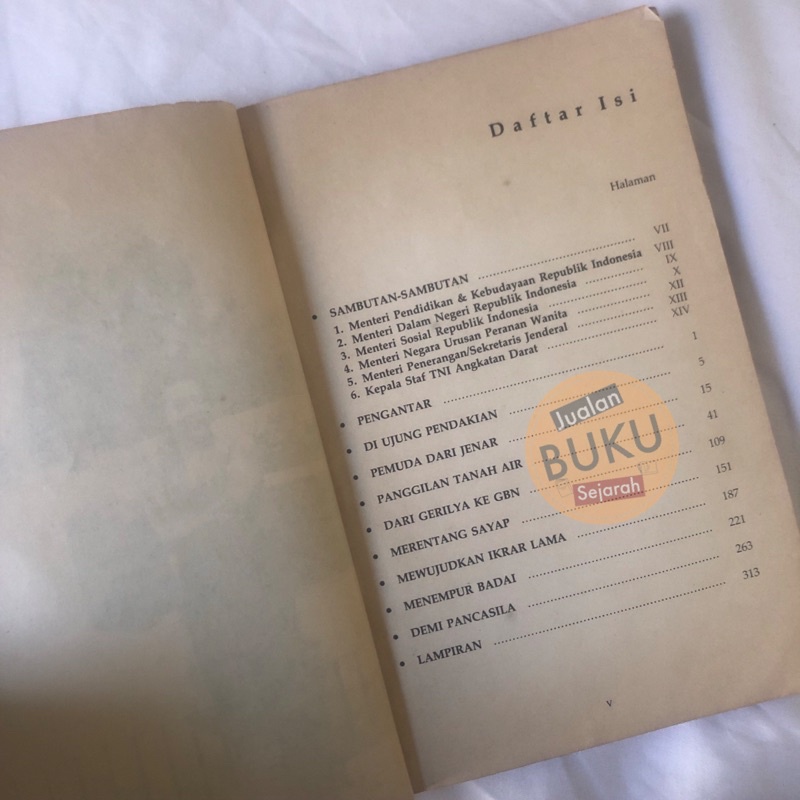 Daftar Isi
Halaman
• SAMBUTAN-SAMBUTAN .......... VII
1. Menteri Pendidikan & Kebudayaan Republik Indonesia VIII
2. Menteri Dalam Negeri Republik Indonesia .......... IX
3. Menteri Sosial Republik Indonesia .......... X
4. Menteri Negara Urusan Peranan Wanita .......... XII
5. Menteri Penerangan/Sekretaris Jenderal .......... XIII
6. Kepala Staf TNI Angkatan Darat .......... XIV
• PENGANTAR .......... 1
• DI UJUNG PENDAKIAN .......... 5
• PEMUDA DARI JENAR .......... 15
• PANGGILAN TANAH AIR .......... 41
• DARI GERILYA KE GBN .......... 109
• MERENTANG SAYAP .......... 151
• MEWUJUDKAN IKRAR LAMA .......... 187
• MENEMPUR BADAI .......... 221
• DEMI PANCASILA .......... 263
• LAMPIRAN .......... 313
v
Jualan
BUKU
Sejarah